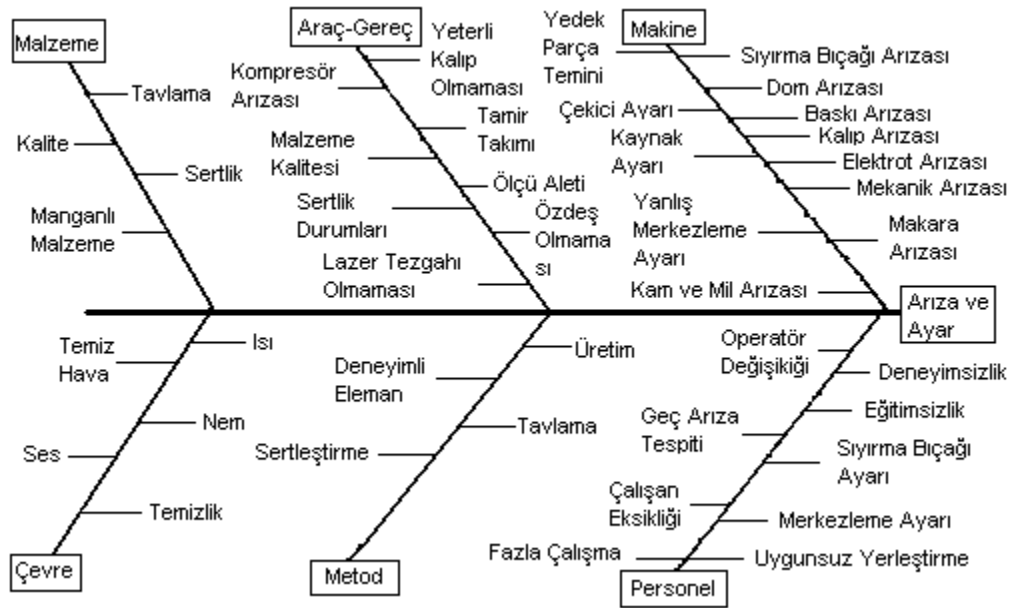 Malzeme
Tavlama
Kalite
Sertlik
Manganlı
Malzeme
Araç-Gereç
Yeterli
Kalıp
Olmaması
Kompresör
Arızası
Tamir
Takımı
Malzeme
Kalitesi
Ölçü Aleti
Sertlik
Durumları
Özdeş
Olmama
sı
Lazer Tezgahı
Olmaması
Makine
Yedek
Parça
Temini
Sıyırma Bıçağı Arızası
Dom Arızası
Çekici Ayarı
Baskı Arızası
Kalıp Arızası
Kaynak
Ayarı
Elektrot Arızası
Mekanik Arızası
Yanlış
Merkezleme
Ayarı
Makara
Arızası
Kam ve Mil Arızası
Arıza ve
Ayar
Isı
Temiz
Hava
Nem
Ses
Temizlik
Çevre
Üretim
Deneyimli
Eleman
Tavlama
Sertleştirme
Metod
Operatör
Değişikiği
Deneyimsizlik
Eğitimsizlik
Geç Arıza
Tespiti
Sıyırma Bıçağı
Ayarı
Çalışan
Eksikliği
Merkezleme Ayarı
Fazla Çalışma
Uygunsuz Yerleştirme
Personel